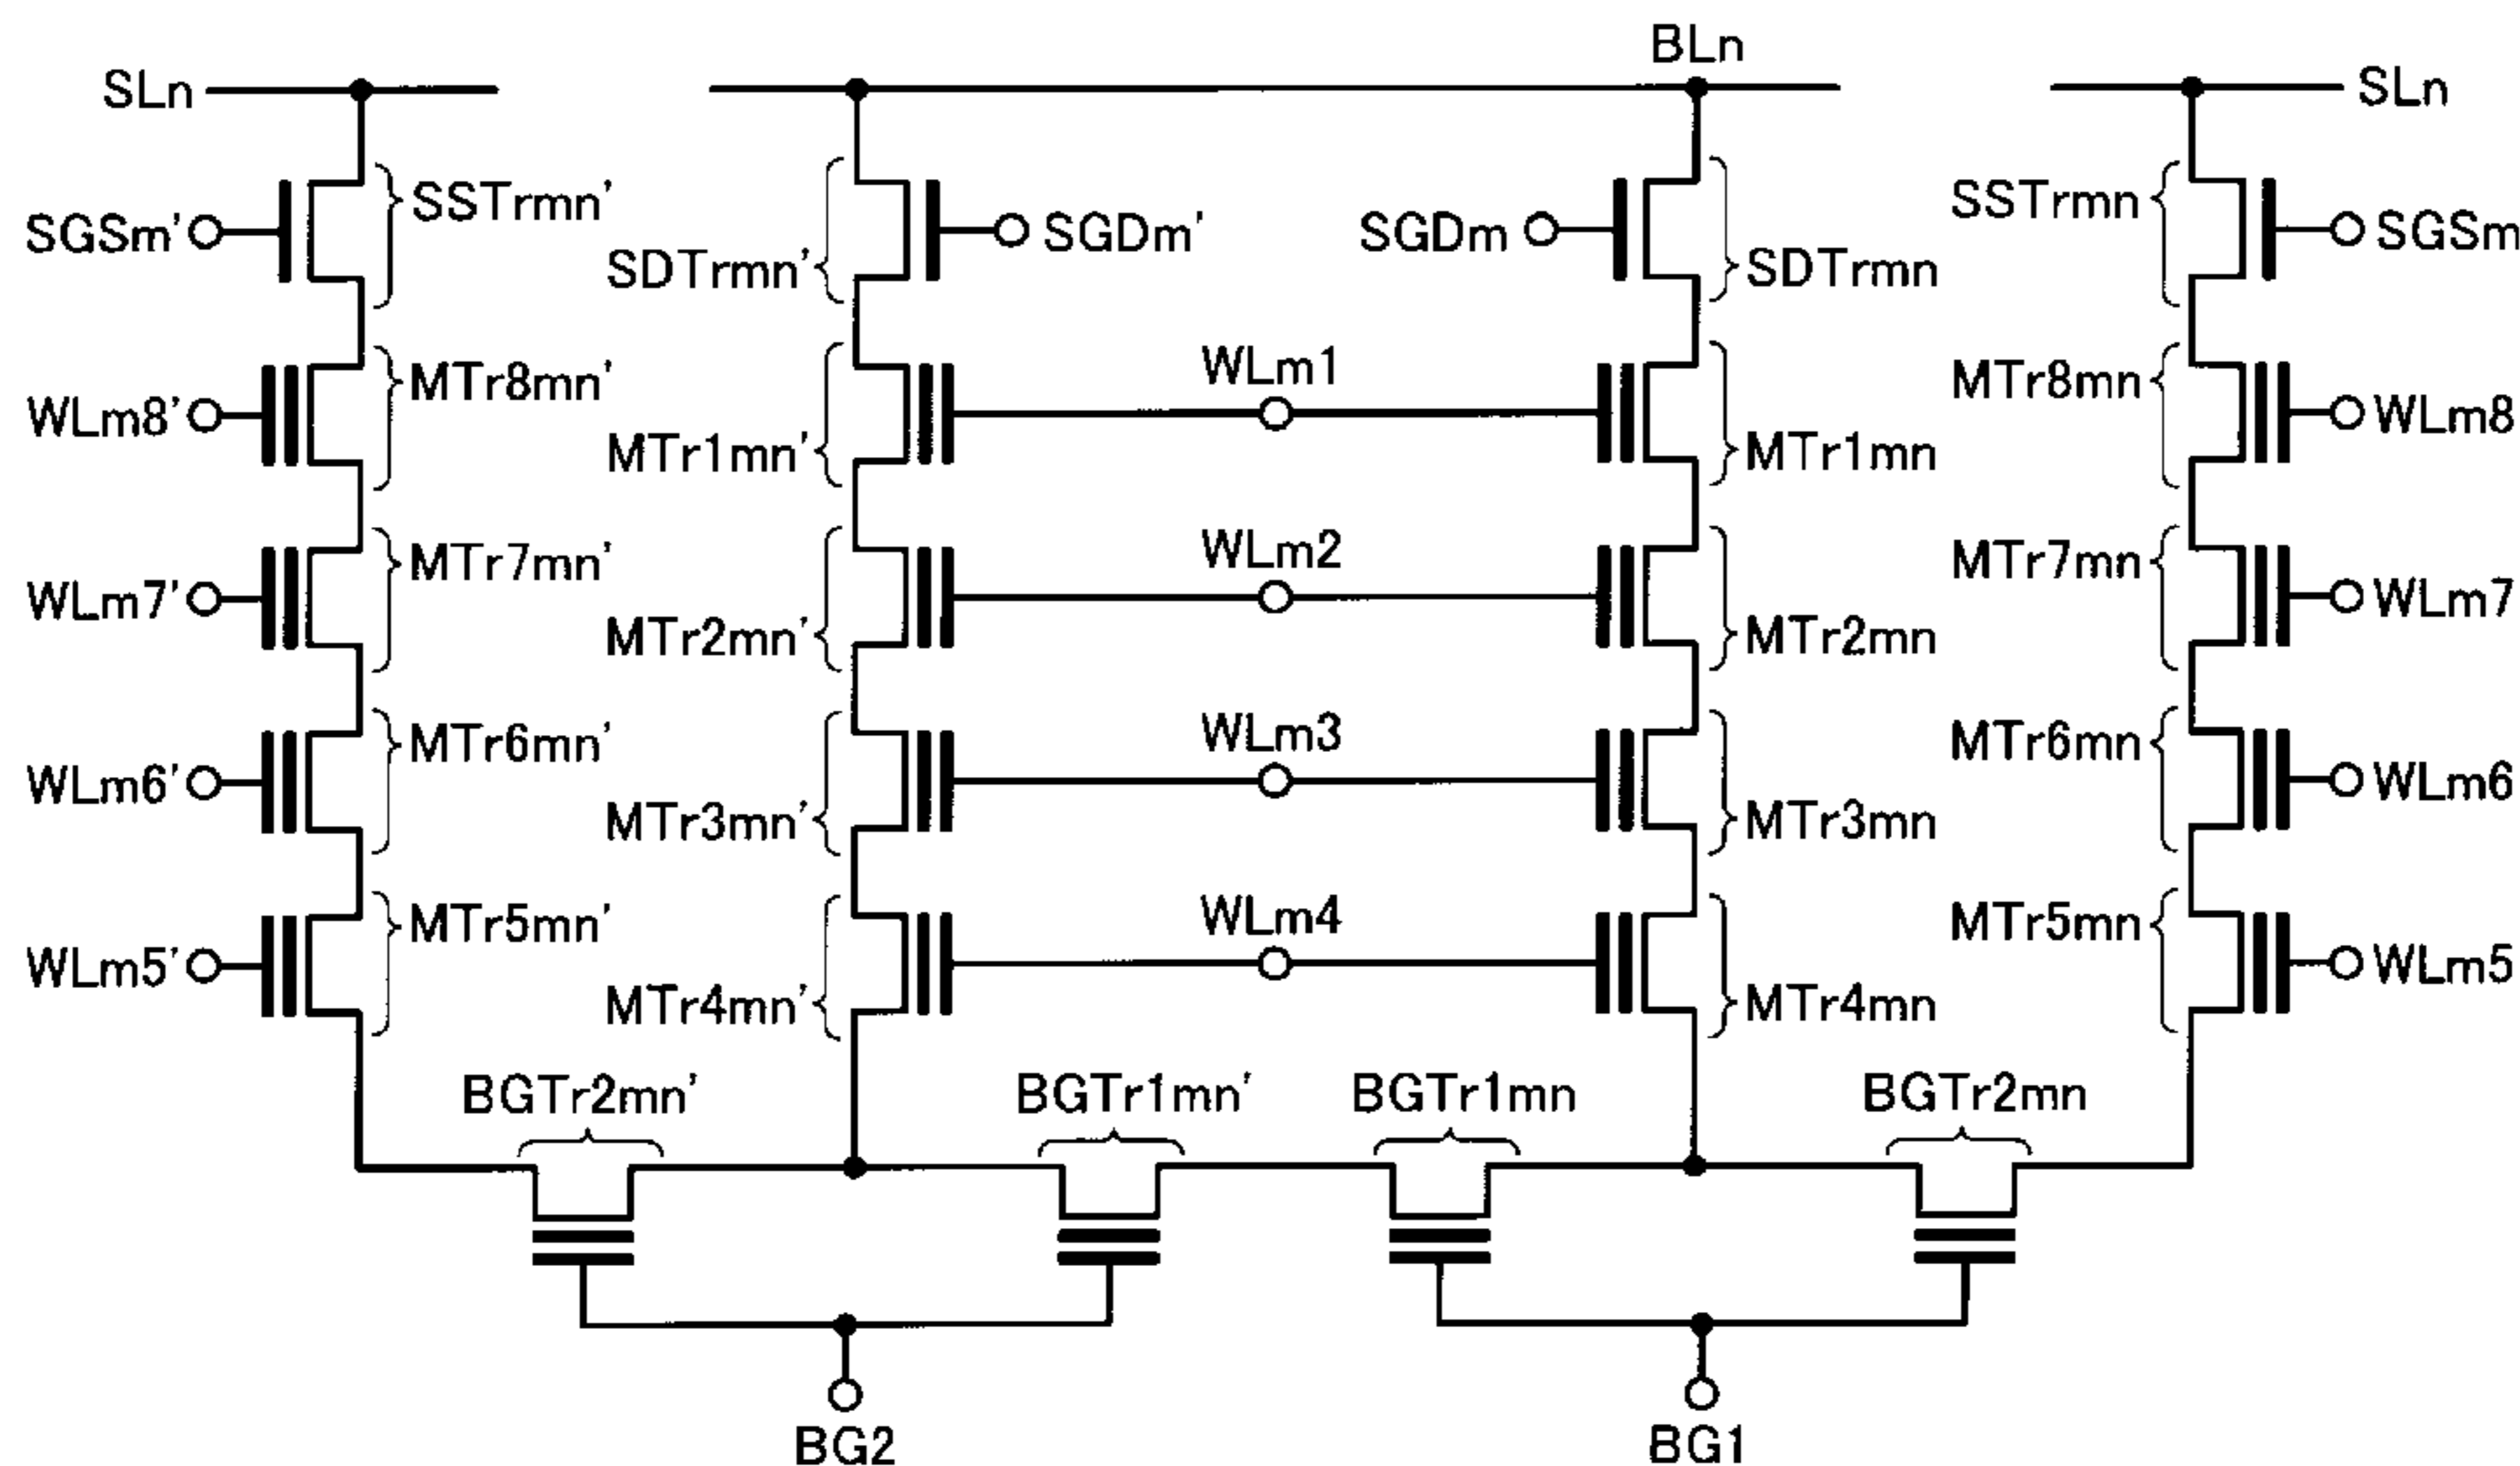 BLn
SLn
SLn
SSTrmn'
SSTrmn
SGSm'
SGDm'
SGDm
SGSm
SDTrmn'
SDTrmn
WLm1
MTr8mn'
MTr8mn
WLm8'
WLm8
MTr1mn'
MTr1mn
WLm2
MTr7mn'
MTr7mn
WLm7'
WLm7
MTr2mn'
MTr2mn
WLm3
MTr6mn'
MTr6mn
WLm6'
WLm6
MTr3mn'
MTr3mn
WLm4
MTr5mn'
MTr5mn
WLm5'
WLm5
MTr4mn'
MTr4mn
BGTr2mn'
BGTr1mn'
BGTr1mn
BGTr2mn
BG2
BG1